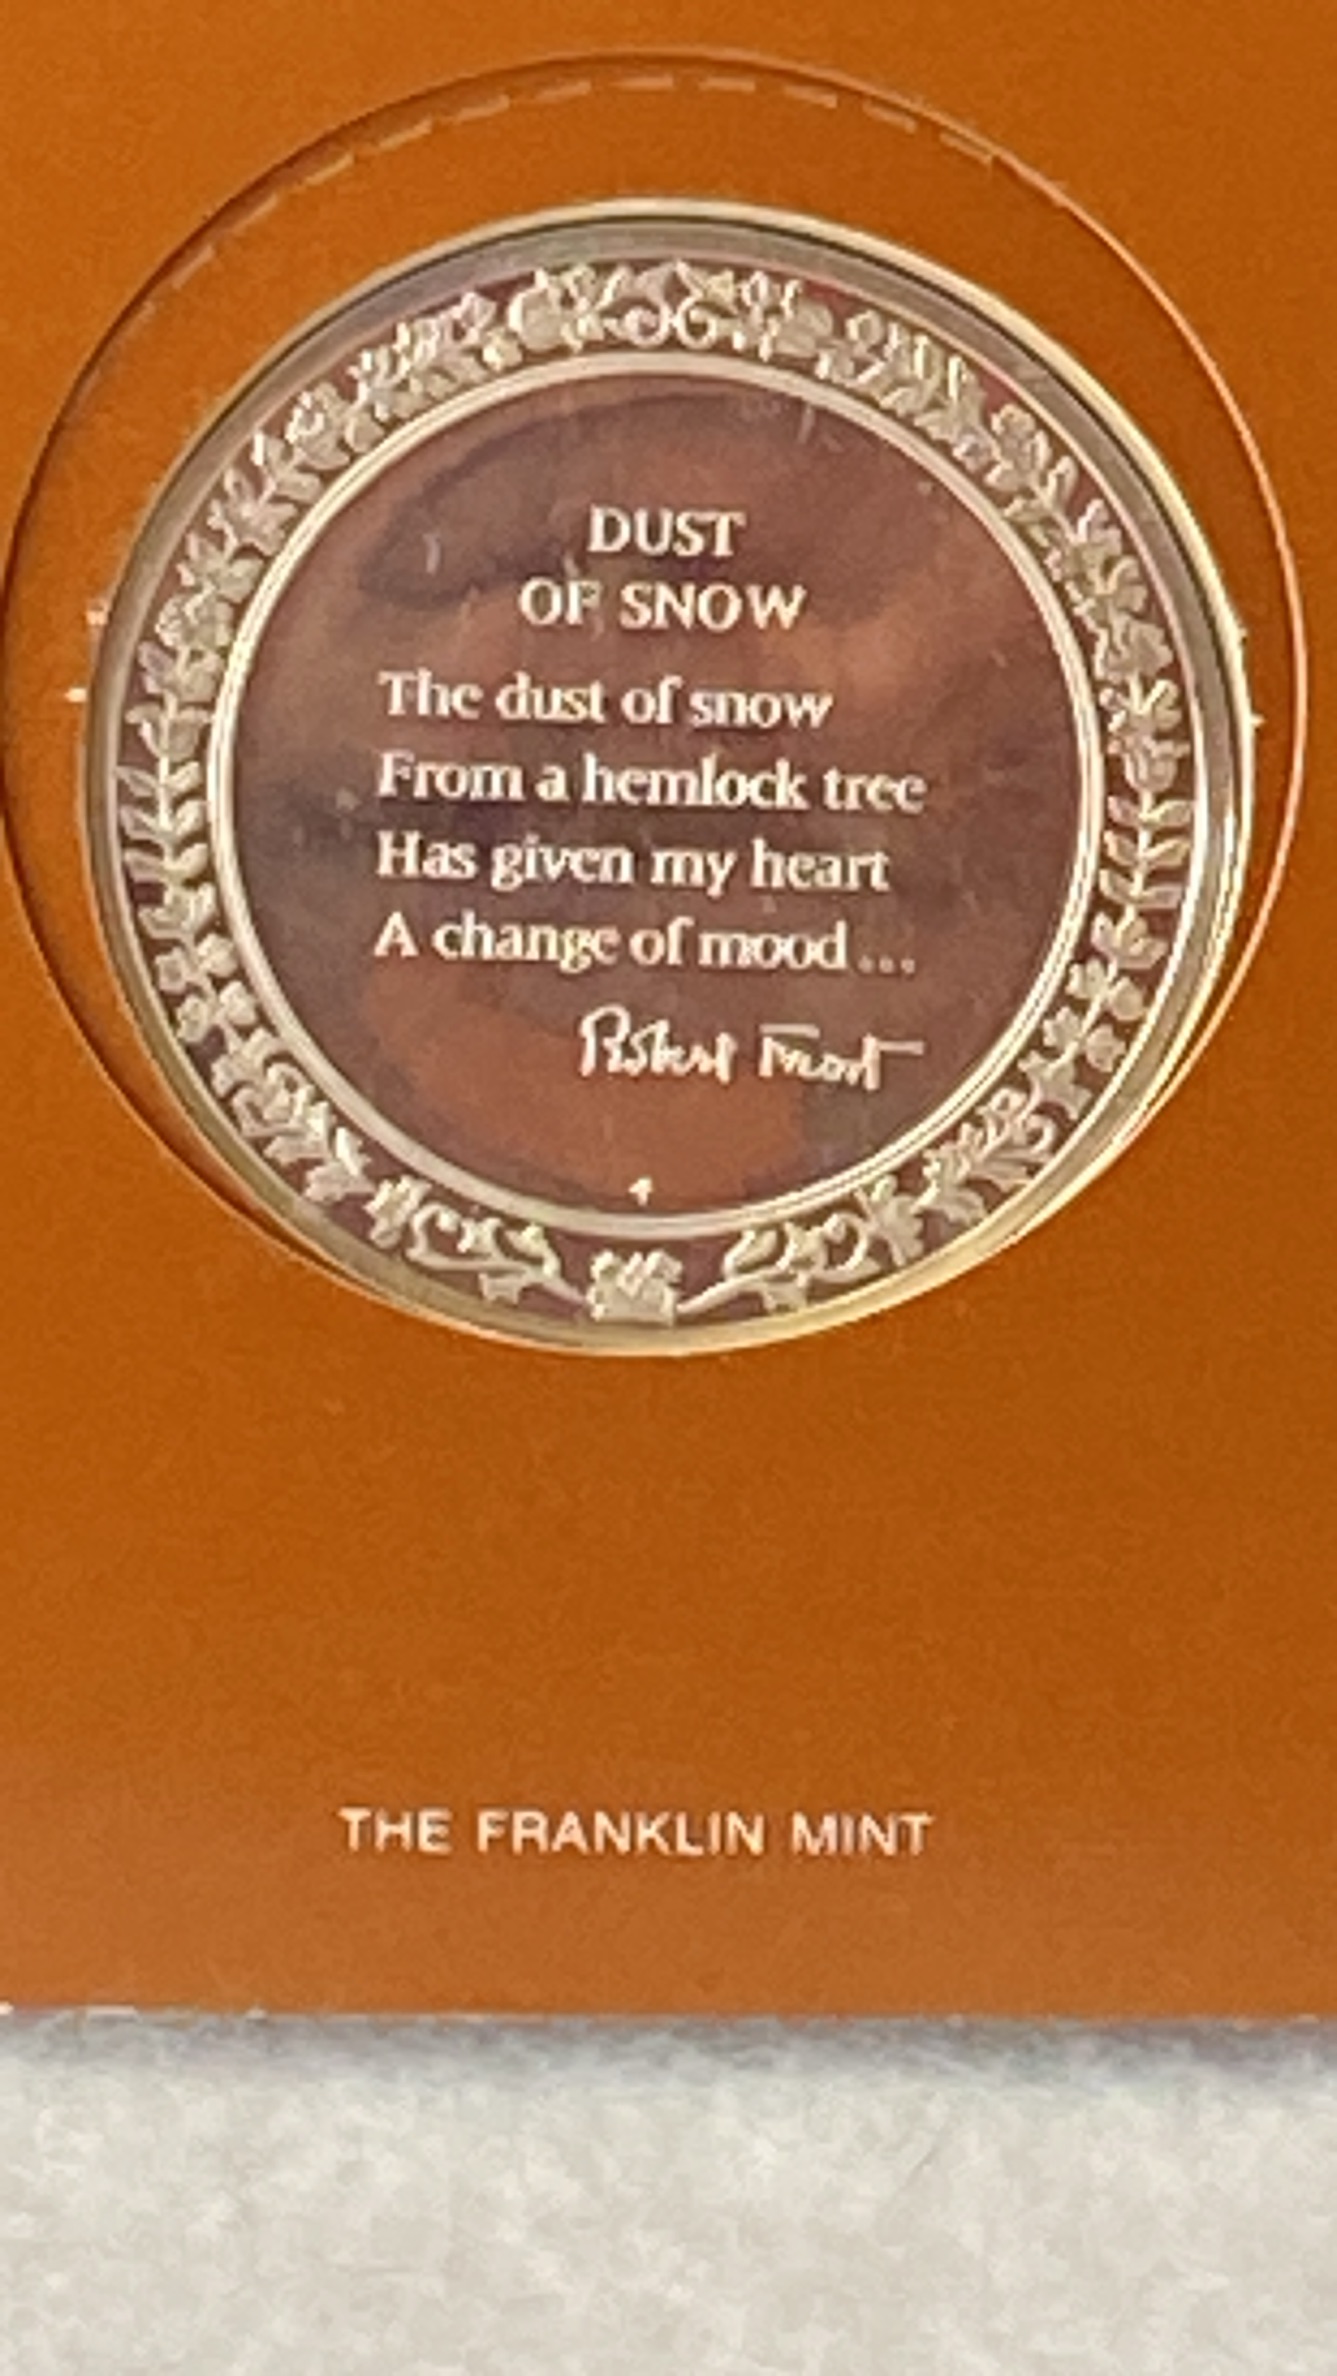 DUST
OF SNOW
The dust of snow
From a hemlock tree
Has given my heart
A change of mood...
Robert Frost
THE FRANKLIN MINT